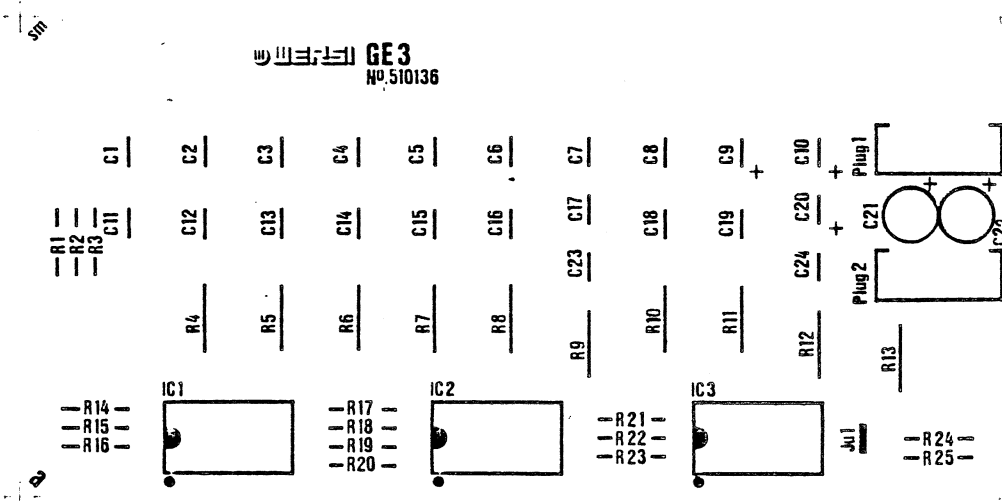 sm
WERSI GE3
No.510136
C1 C2 C3 C4 C5 C6 C7 C8 C9 C10 Plug1
C11 C12 C13 C14 C15 C16 C17 C18 C19 C20 C21
R1 R2 R3
C23 C24 Plug2
R4 R5 R6 R7 R8 R9 R10 R11 R12 R13
IC1 IC2 IC3
R14 R17 R21 Ju1 R24
R15 R18 R22 R25
R16 R19 R23
R20
a